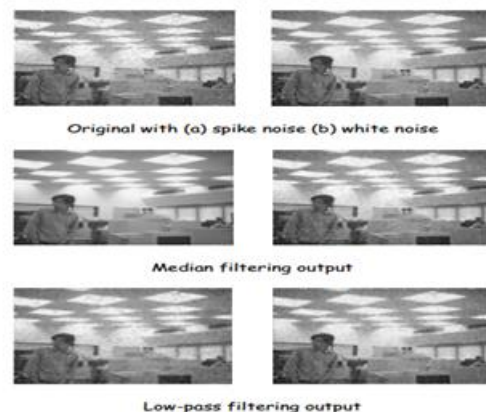 Original with (a) spike noise (b) white noise
Median filtering output
Low-pass filtering output